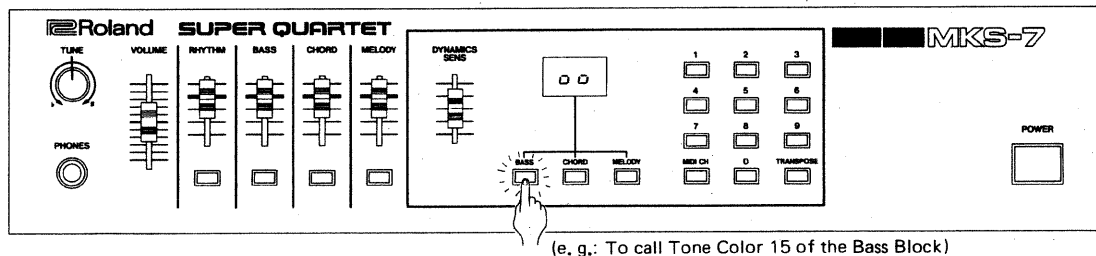 Roland SUPER QUARTET MKS-7
TUNE VOLUME RHYTHM BASS CHORD MELODY DYNAMICS SENS
PHONES
oo
1 2 3
4 5 6
7 8 9
BASS CHORD MELODY MIDI CH 0 TRANSPOSE
POWER
(e. g.: To call Tone Color 15 of the Bass Block)